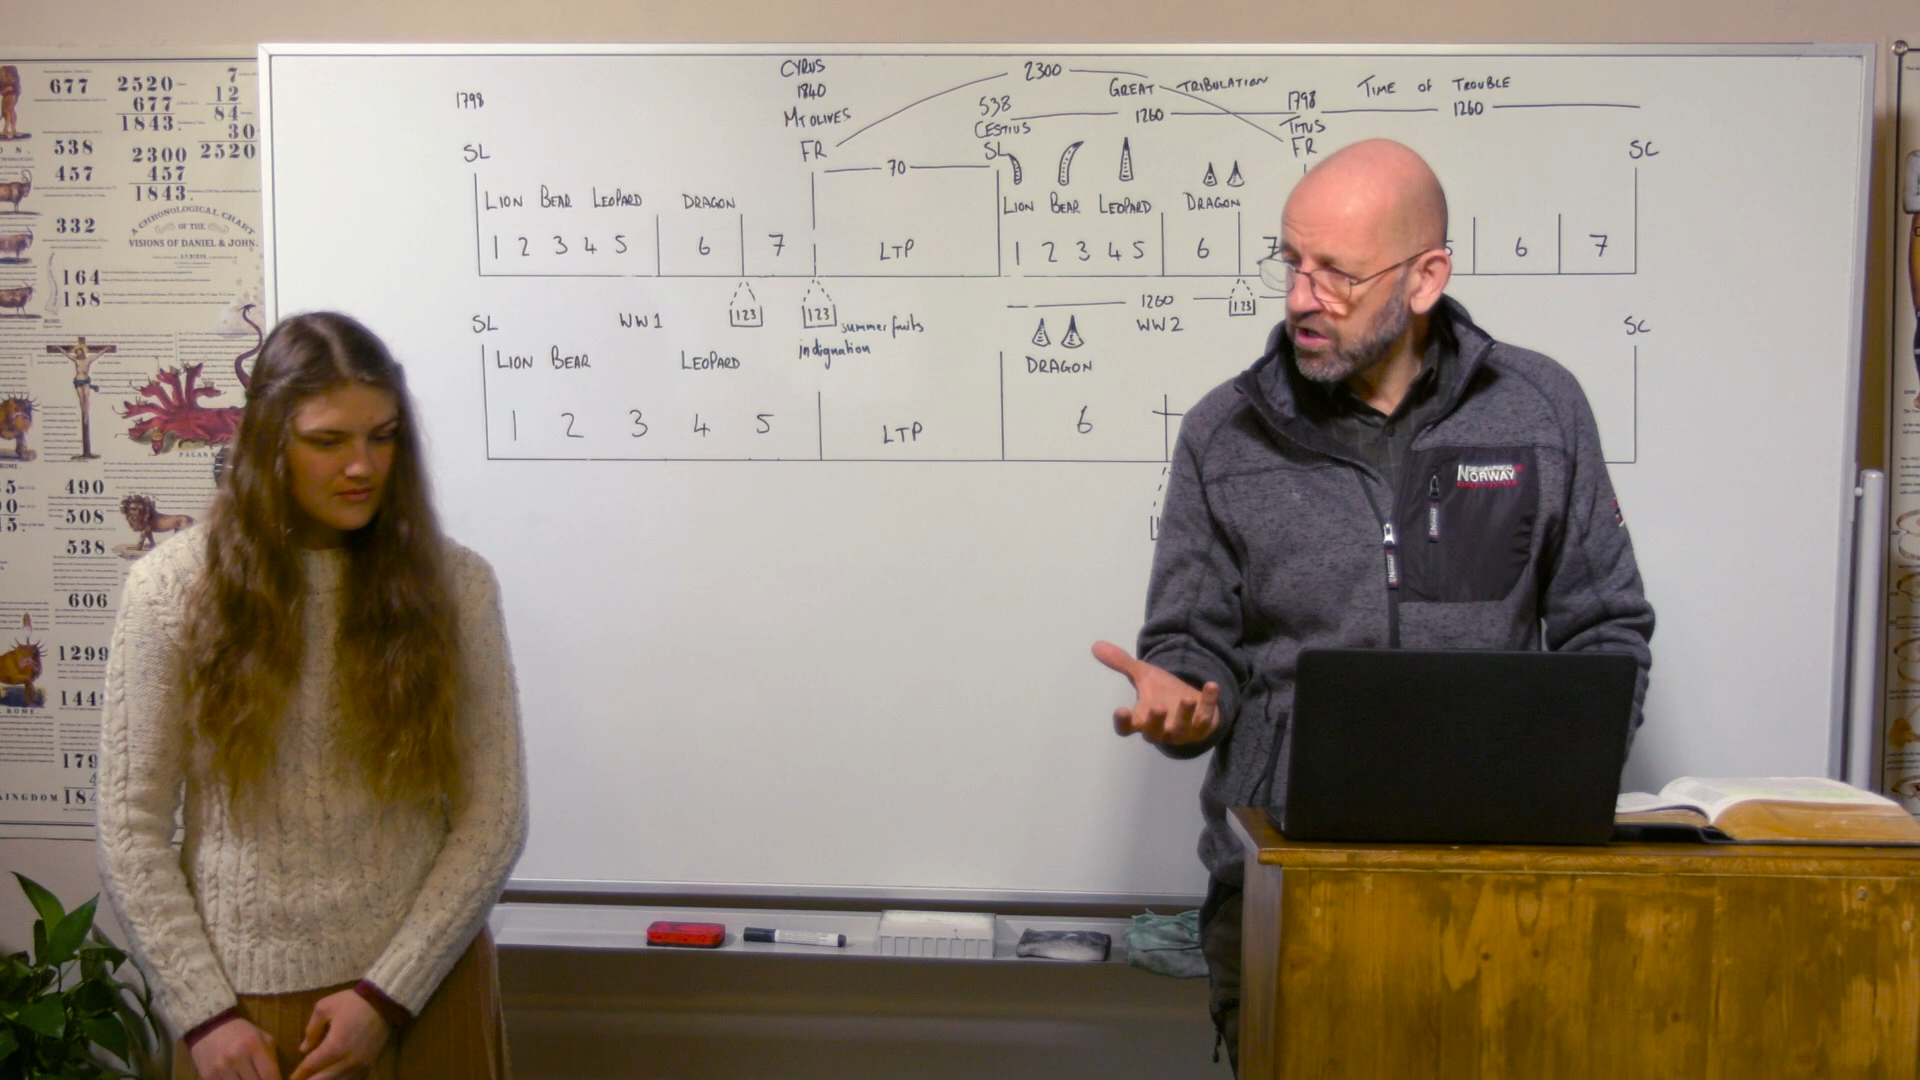 CYRUS
1840
MT OLIVES
FR
2300
GREAT TRIBULATION
TIME OF TROUBLE
1798
SL
538
CESTIUS
SL
1260
1798
TITUS
FR
1260
SC
70
LION BEAR LEOPARD DRAGON
LION BEAR LEOPARD DRAGON
1 2 3 4 5 6 7 LTP 1 2 3 4 5 6 7
6 7
123
123
summer fruits
indignation
1260
123
SL
WW1
WW2
SC
LION BEAR LEOPARD
DRAGON
1 2 3 4 5 LTP 6
677
2520
677
1843.
7
12
84
30
2520
538
457
2300
457
1843.
332
A CHRONOLOGICAL CHART
OF THE
VISIONS OF DANIEL & JOHN.
164
158
490
508
538
606
1299
NORWAY